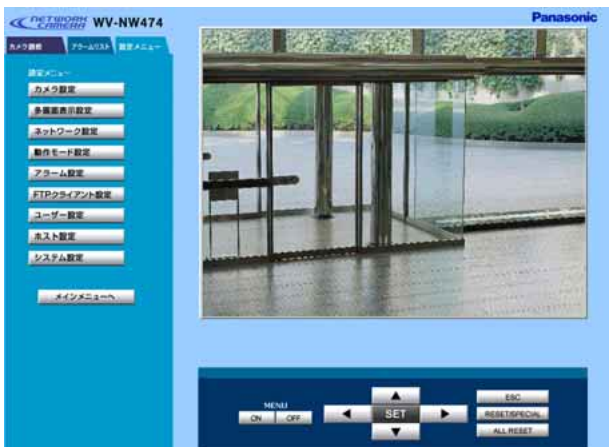 NETWORK CAMERA WV-NW474
Panasonic
カメラ調整 アラームリスト 設定メニュー
設定メニュー
カメラ設定
多画面表示設定
ネットワーク設定
動作モード設定
アラーム設定
FTPクライアント設定
ユーザー設定
ホスト設定
システム設定
メインメニューへ
MENU
ON OFF
SET
ESC
RESET/SPECIAL
ALL RESET